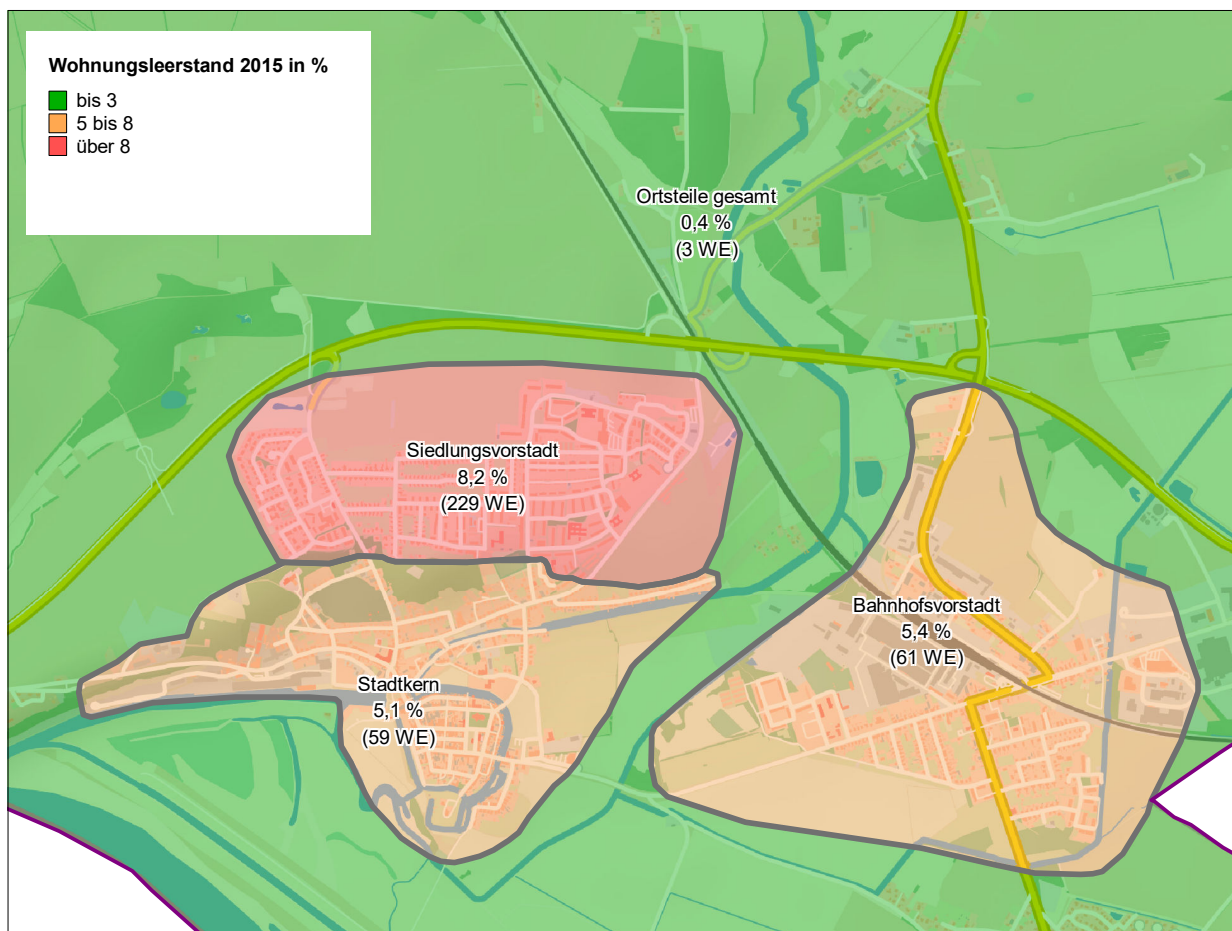 Wohnungsleerstand 2015 in %
bis 3
5 bis 8
über 8
Ortsteile gesamt
0,4 %
(3 WE)
Siedlungsvorstadt
8,2 %
(229 WE)
Bahnhofsvorstadt
5,4 %
(61 WE)
Stadtkern
5,1 %
(59 WE)